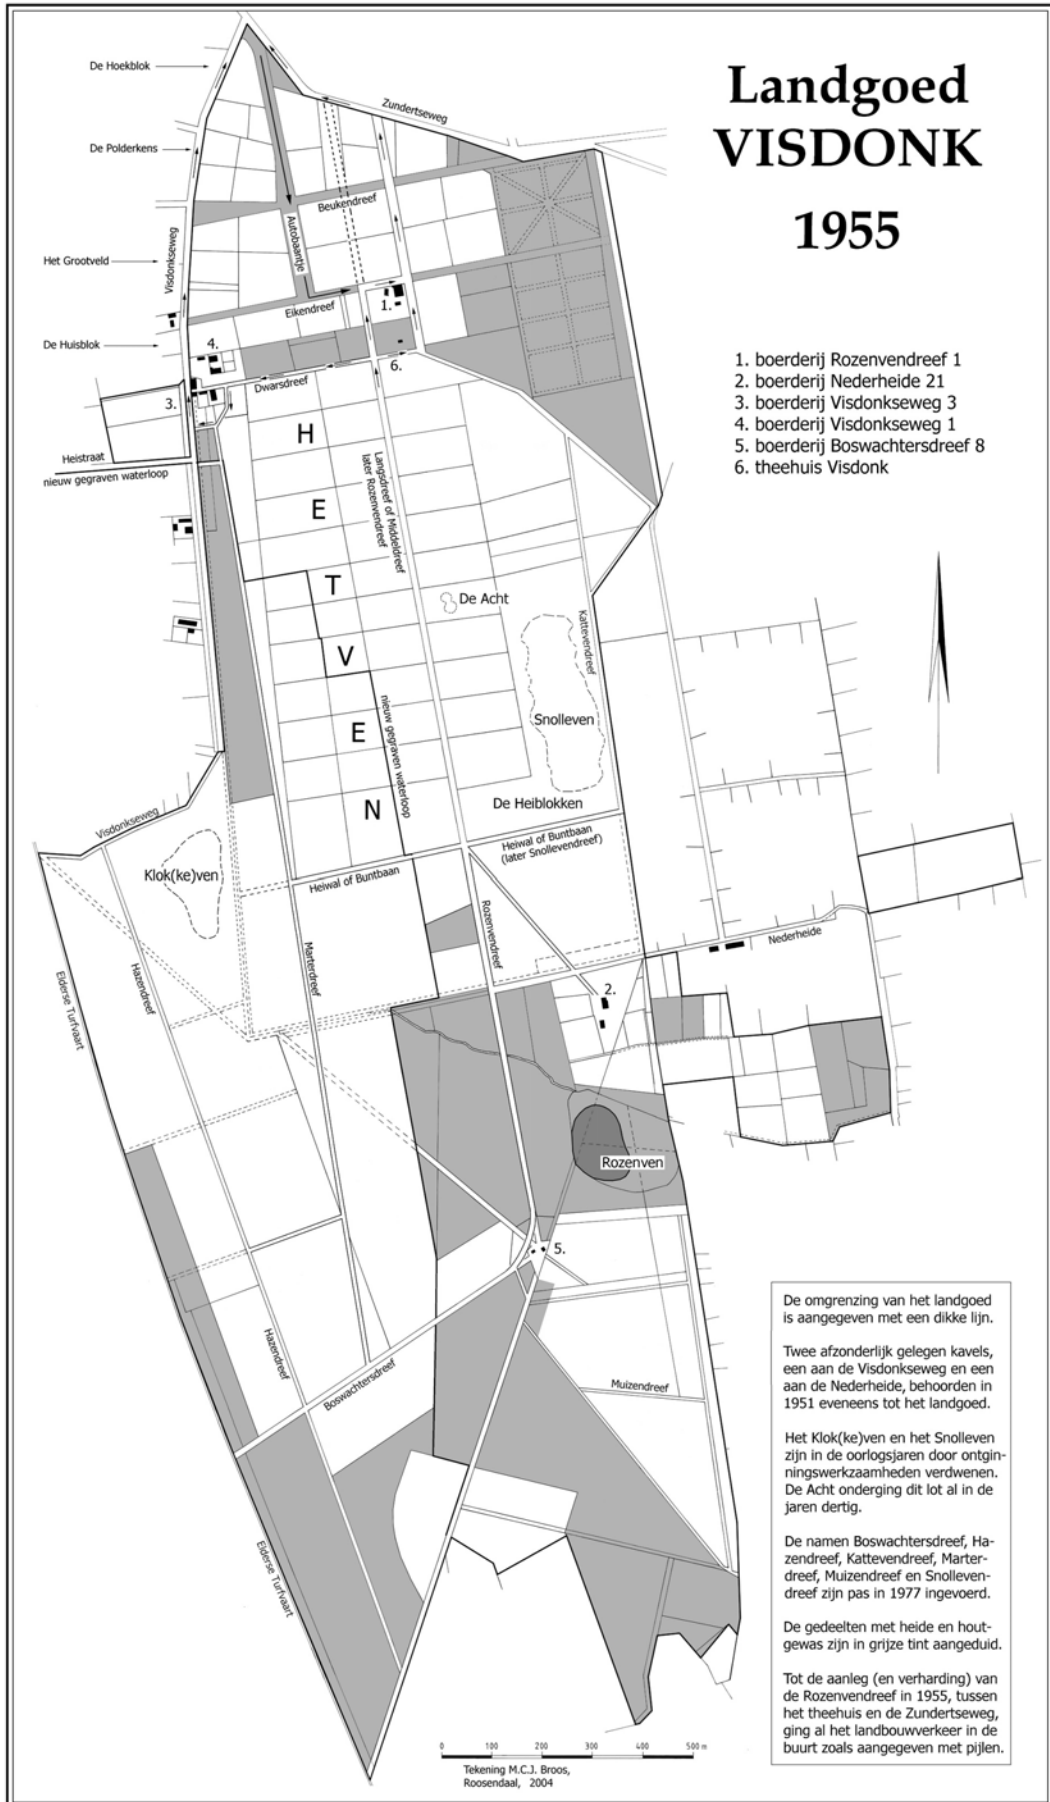 Landgoed
VISDONK
1955
De Hoekblok
De Polderkens
Het Grootveld
De Huisblok
Visdonkseweg
Zundertseweg
Beukendreef
Autobaantje
Eikendreef
1.
4.
6.
Dwarsdreef
3.
Heistraat
nieuw gegraven waterloop
1. boerderij Rozenvendreef 1
2. boerderij Nederheide 21
3. boerderij Visdonkseweg 3
4. boerderij Visdonkseweg 1
5. boerderij Boswachtersdreef 8
6. theehuis Visdonk
H
E
T
V
E
N
Langsdreef of Middeldreef
later Rozenvendreef
De Acht
Kattevendreef
Snolleven
nieuw gegraven waterloop
De Heiblokken
Visdonkseweg
Klok(ke)ven
Heiwal of Buntbaan
Heiwal of Buntbaan
(later Snollevendreef)
Rozenvendreef
Nederheide
Marterdreef
Hazendreef
Elderse Turfvaart
2.
Rozenven
5.
Hazendreef
Boswachtersdreef
Muizendreef
Elderse Turfvaart
De omgrenzing van het landgoed
is aangegeven met een dikke lijn.
Twee afzonderlijk gelegen kavels,
een aan de Visdonkseweg en een
aan de Nederheide, behoorden in
1951 eveneens tot het landgoed.
Het Klok(ke)ven en het Snolleven
zijn in de oorlogsjaren door ontgin-
ningswerkzaamheden verdwenen.
De Acht onderging dit lot al in de
jaren dertig.
De namen Boswachtersdreef, Ha-
zendreef, Kattevendreef, Marter-
dreef, Muizendreef en Snolleven-
dreef zijn pas in 1977 ingevoerd.
De gedeelten met heide en hout-
gewas zijn in grijze tint aangeduid.
Tot de aanleg (en verharding) van
de Rozenvendreef in 1955, tussen
het theehuis en de Zundertseweg,
ging al het landbouwverkeer in de
buurt zoals aangegeven met pijlen.
0 100 200 300 400 500 m
Tekening M.C.J. Broos,
Roosendaal, 2004